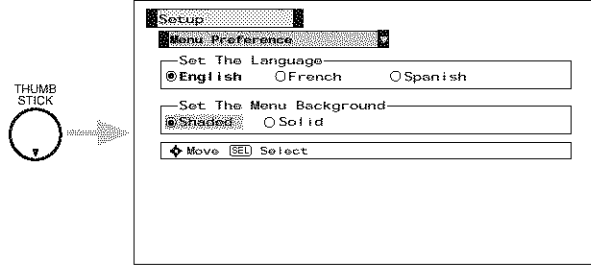 Setup
Menu Preference
Set The Language
English French Spanish
THUMB
STICK
Set The Menu Background
Shaded Solid
Move SEL Select